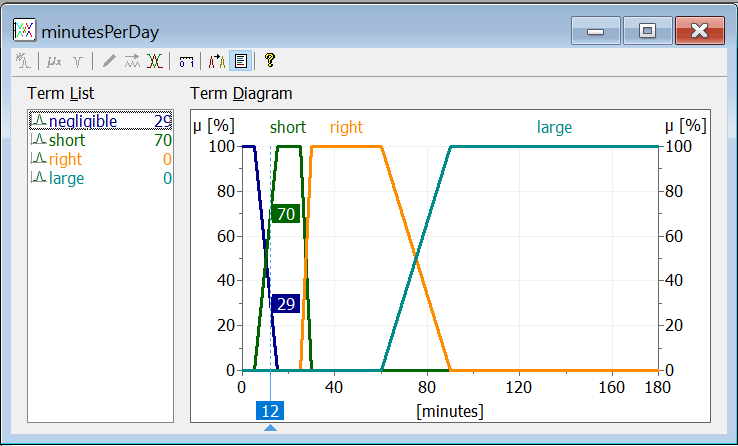 minutesPerDay
Term List
negligible 29
short 70
right 0
large 0
Term Diagram
µ [%] short right large µ [%]
100 100
80 80
70
60 60
40 40
29
20 20
0 0
0 40 80 120 160 180
12 [minutes]